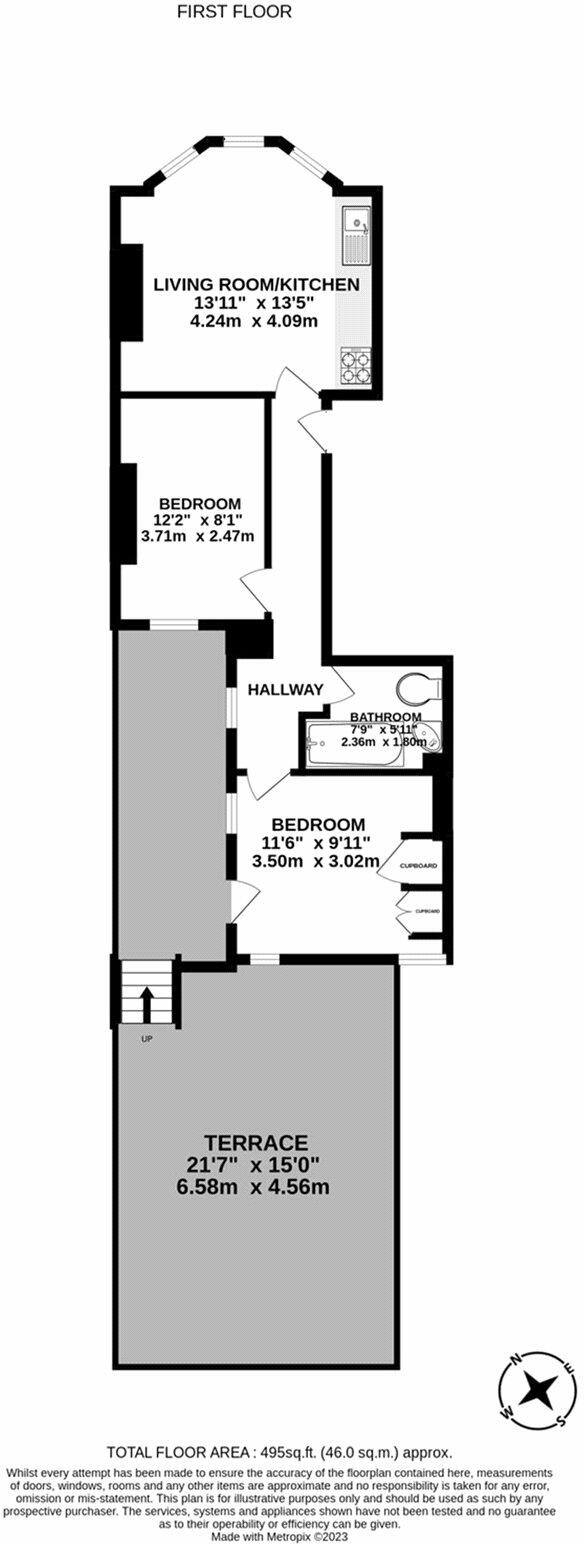 FIRST FLOOR
LIVING ROOM/KITCHEN
13'11" x 13'5"
4.24m x 4.09m
BEDROOM
12'2" x 8'1"
3.71m x 2.47m
HALLWAY
BATHROOM
7'9" x 5'11"
2.36m x 1.80m
BEDROOM
11'6" x 9'11"
3.50m x 3.02m
CUPBOARD
CUPBOARD
UP
TERRACE
21'7" x 15'0"
6.58m x 4.56m
N
E
W
S
TOTAL FLOOR AREA : 495sq.ft. (46.0 sq.m.) approx.
Whilst every attempt has been made to ensure the accuracy of the floorplan contained here, measurements
of doors, windows, rooms and any other items are approximate and no responsibility is taken for any error,
omission or mis-statement. This plan is for illustrative purposes only and should be used as such by any
prospective purchaser. The services, systems and appliances shown have not been tested and no guarantee
as to their operability or efficiency can be given.
Made with Metropix ©2023